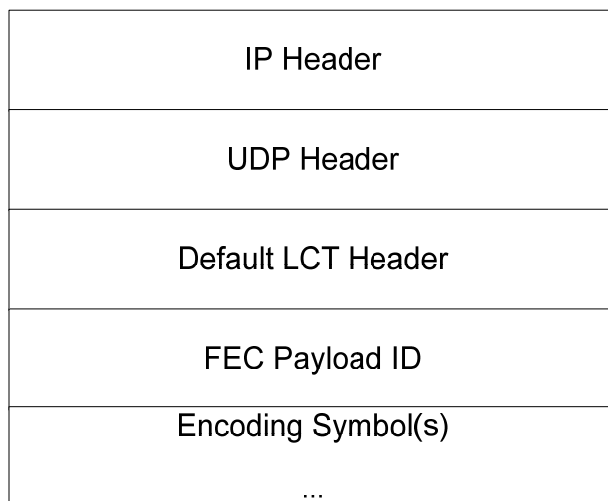 IP Header
UDP Header
Default LCT Header
FEC Payload ID
Encoding Symbol(s)
...